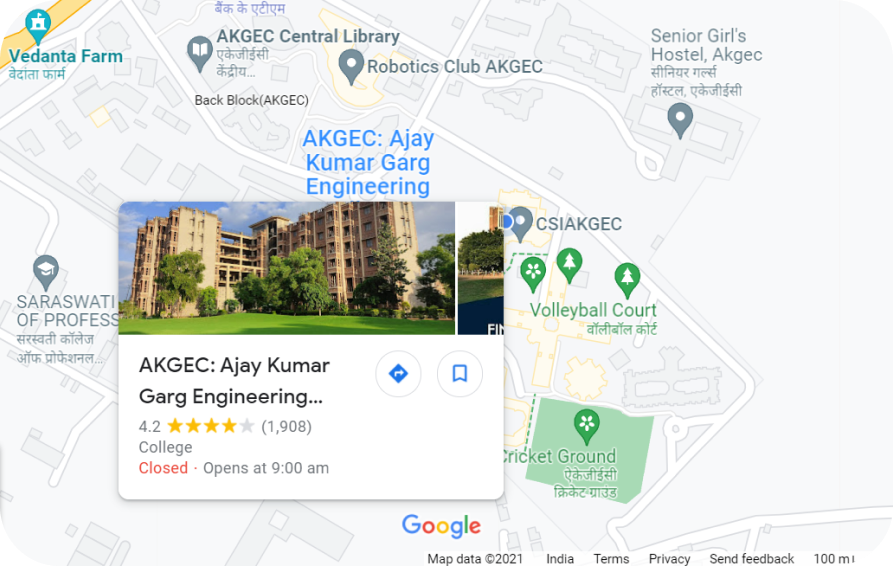 बैंक के एटीएम
AKGEC Central Library
एकेजीईसी
केंद्रीय...
Vedanta Farm
वेदांता फार्म
Robotics Club AKGEC
Senior Girl's
Hostel, Akgec
सीनियर गर्ल्स
हॉस्टल, एकेजीईसी
Back Block(AKGEC)
AKGEC: Ajay
Kumar Garg
Engineering
CSIAKGEC
SARASWATI
OF PROFESS
सरस्वती कॉलेज
ऑफ प्रोफेशनल...
Volleyball Court
वॉलीबॉल कोर्ट
FIN
AKGEC: Ajay Kumar
Garg Engineering...
4.2 (1,908)
College
Closed · Opens at 9:00 am
Cricket Ground
ऐकेजीईसी
क्रिकेट ग्राउंड
Google
Map data ©2021 India Terms Privacy Send feedback 100 m